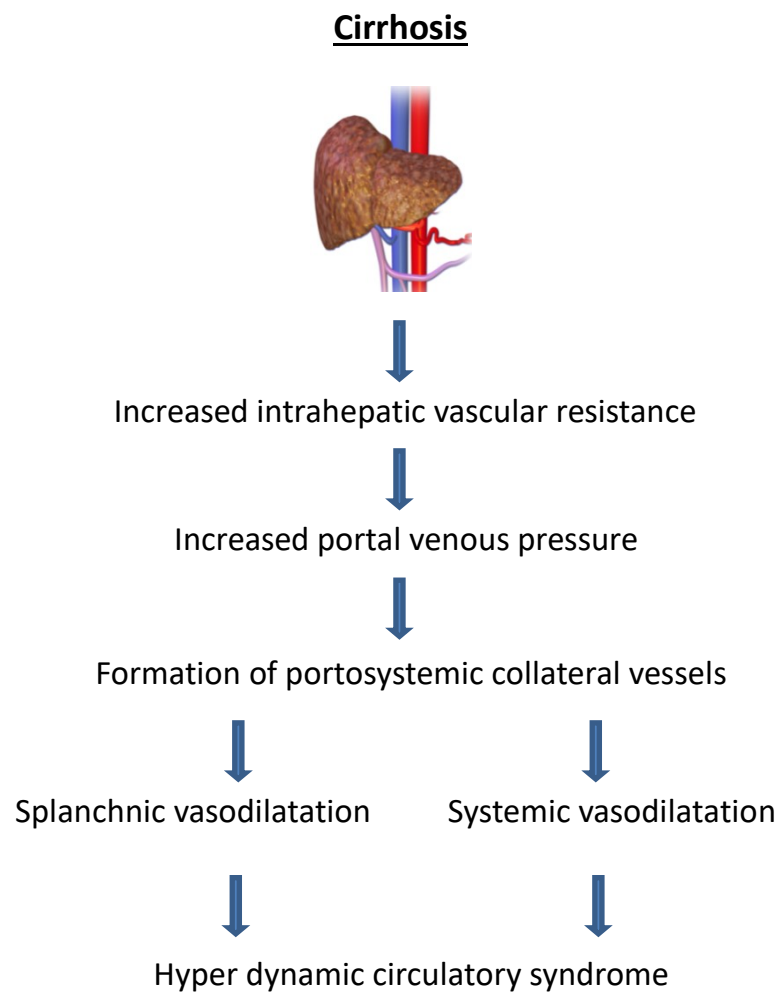 Cirrhosis
Increased intrahepatic vascular resistance
Increased portal venous pressure
Formation of portosystemic collateral vessels
Splanchnic vasodilatation
Systemic vasodilatation
Hyper dynamic circulatory syndrome